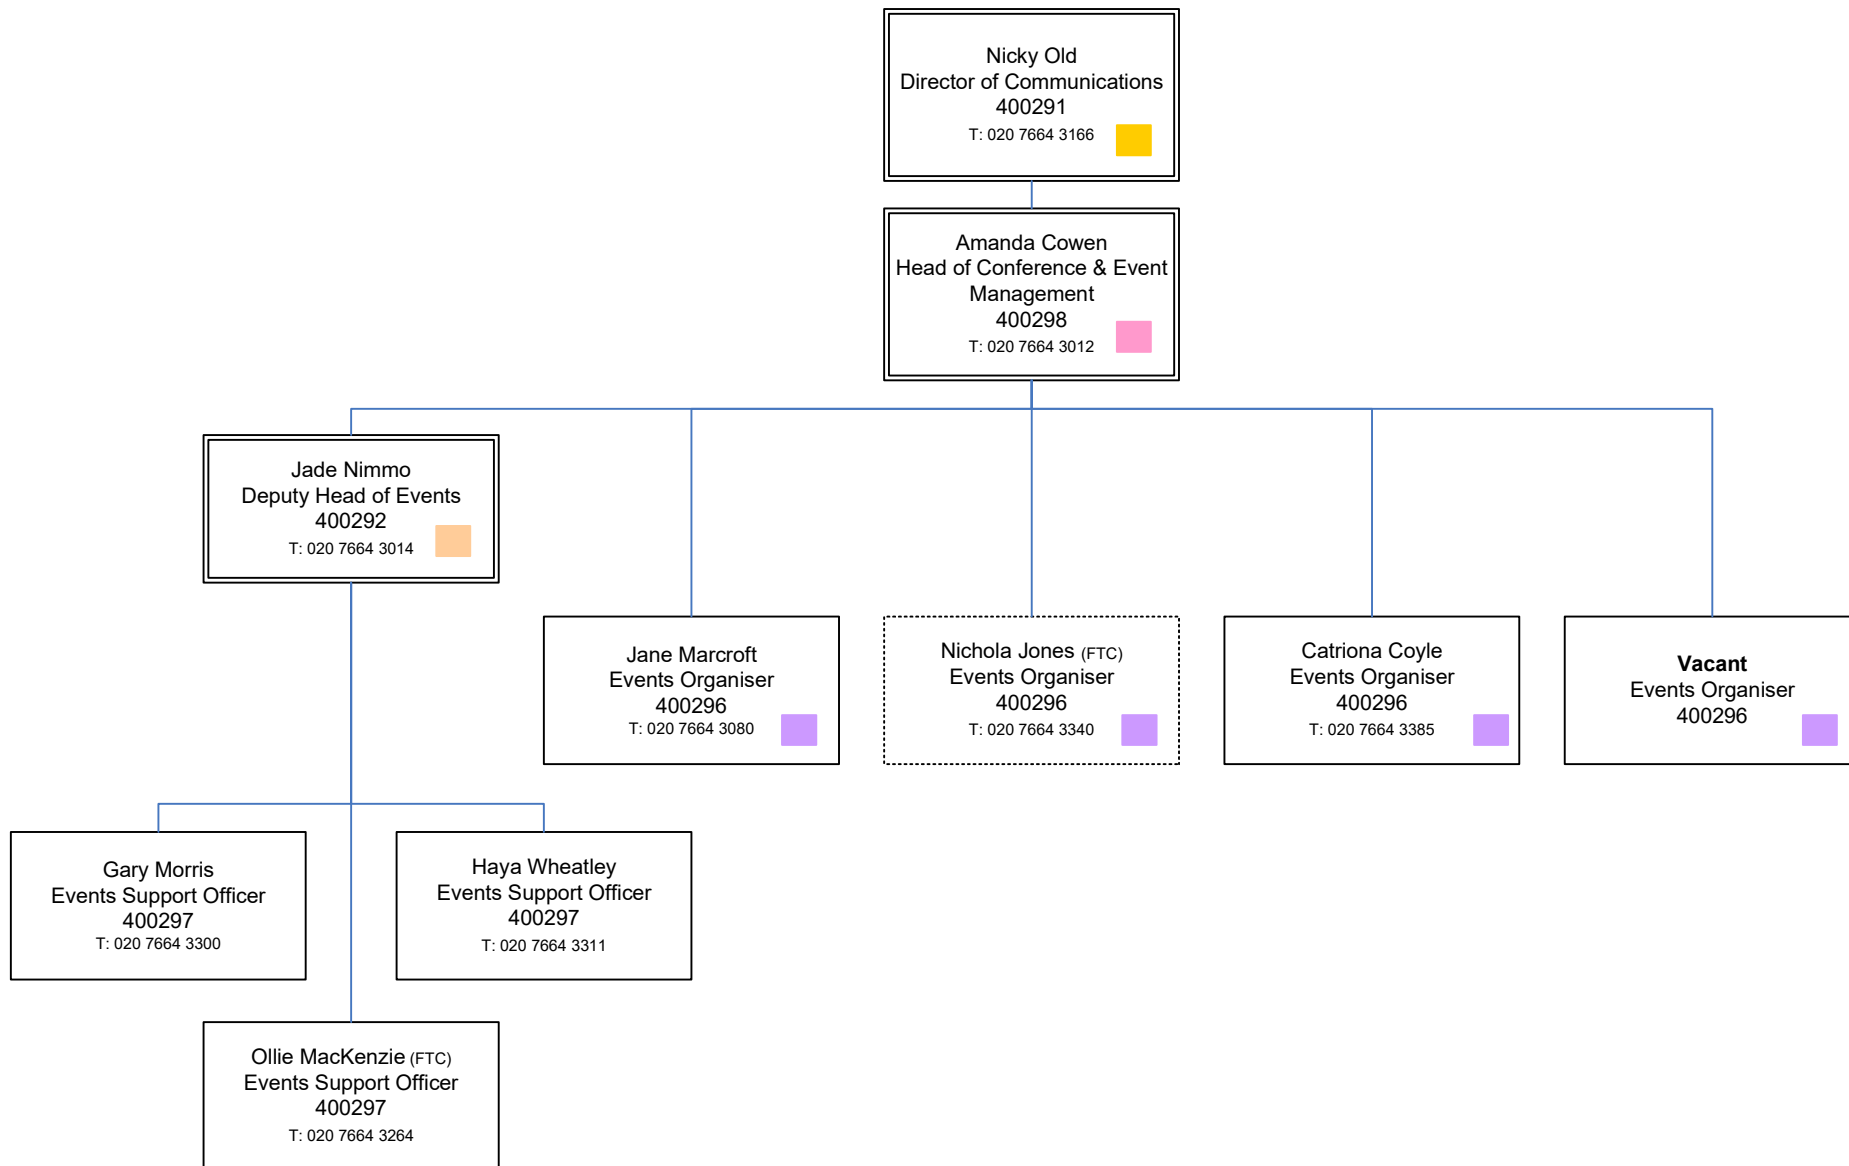 Nicky Old
Director of Communications
400291
T: 020 7664 3166
Amanda Cowen
Head of Conference & Event
Management
400298
T: 020 7664 3012
Jade Nimmo
Deputy Head of Events
400292
T: 020 7664 3014
Jane Marcroft
Events Organiser
400296
T: 020 7664 3080
Nichola Jones (FTC)
Events Organiser
400296
T: 020 7664 3340
Catriona Coyle
Events Organiser
400296
T: 020 7664 3385
Vacant
Events Organiser
400296
Gary Morris
Events Support Officer
400297
T: 020 7664 3300
Haya Wheatley
Events Support Officer
400297
T: 020 7664 3311
Ollie MacKenzie (FTC)
Events Support Officer
400297
T: 020 7664 3264